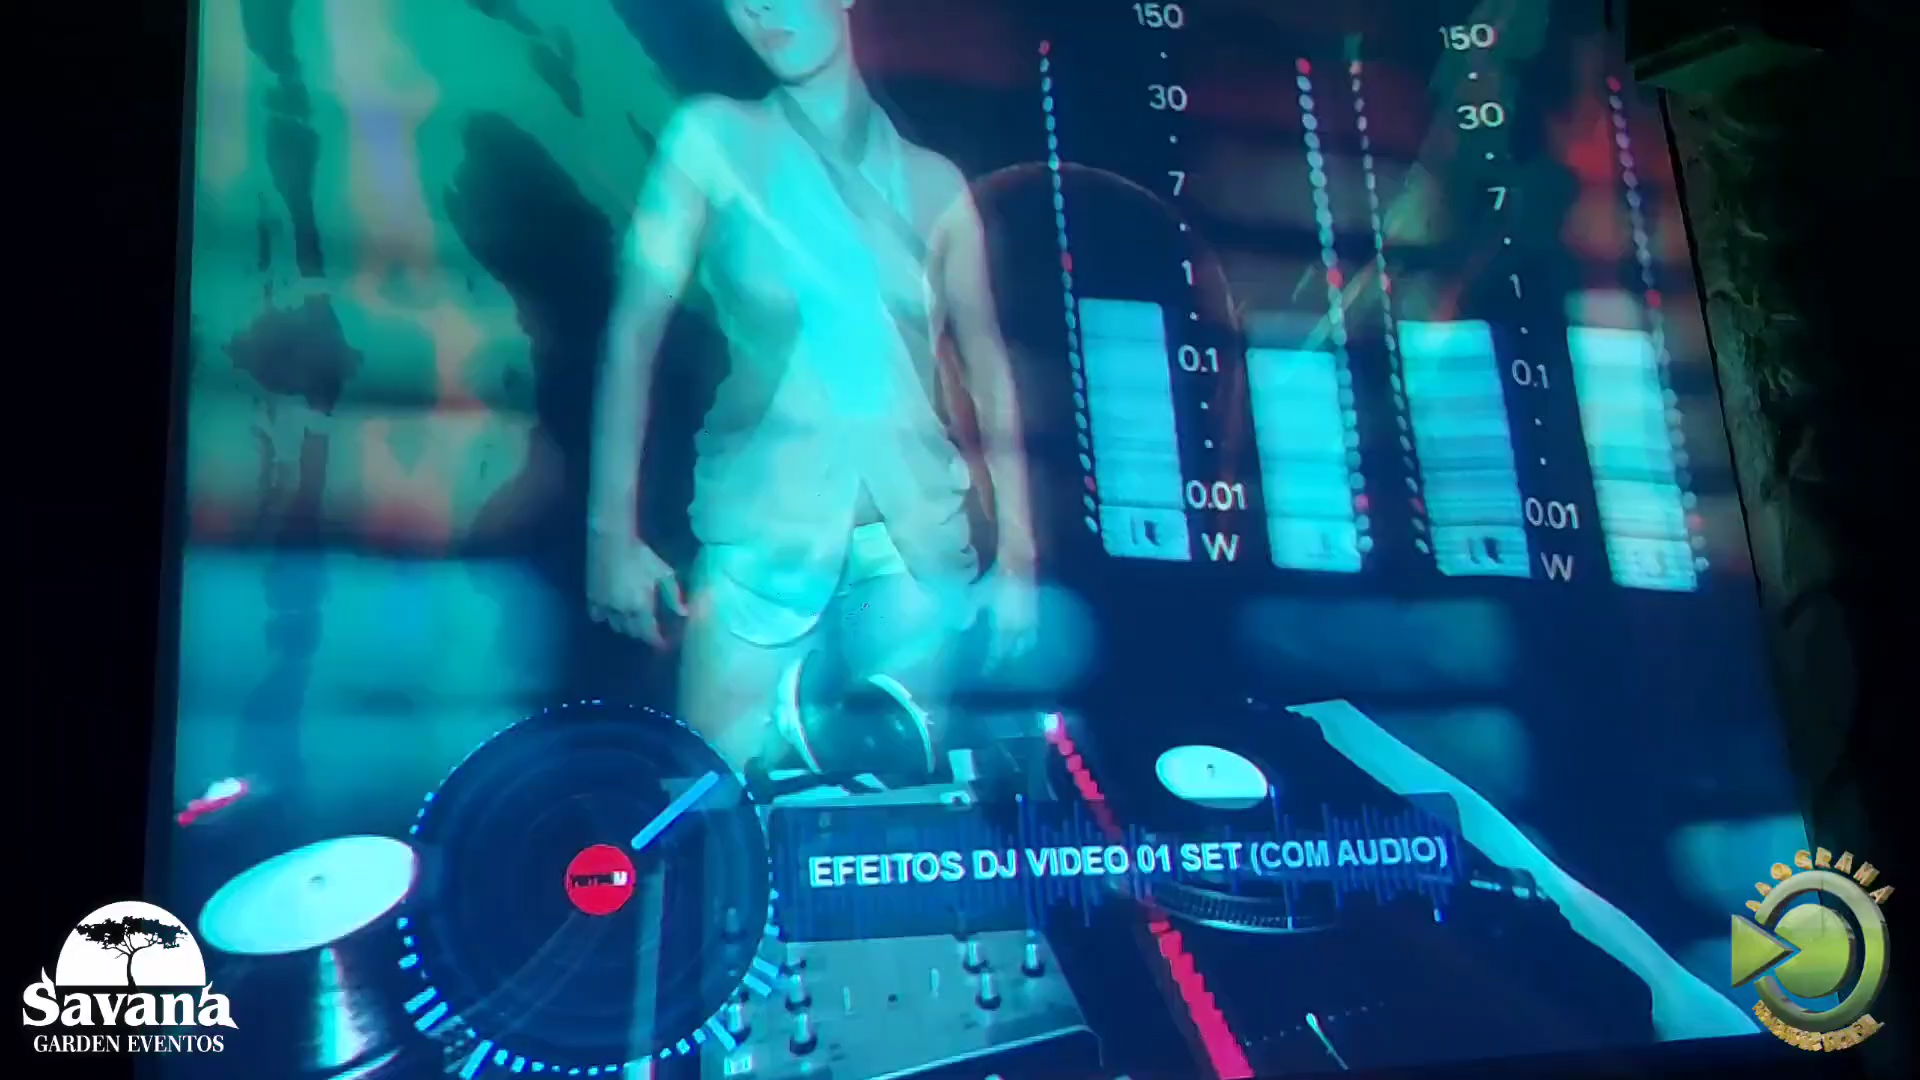 150
150
30
30
7
7
1
1
0.1
0.1
0.01
0.01
W
W
EFEITOS DJ VIDEO 01 SET (COM AUDIO)
Savana
GARDEN EVENTOS